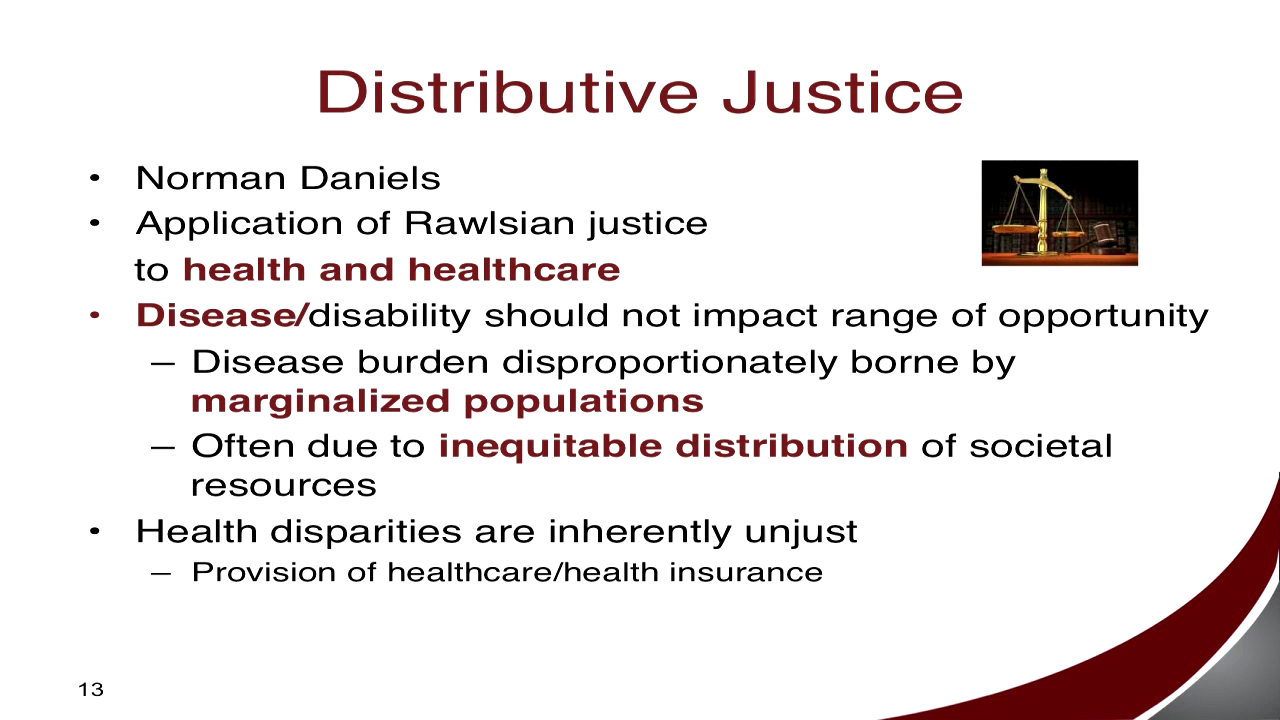 Distributive Justice
• Norman Daniels
• Application of Rawlsian justice
to health and healthcare
• Disease/disability should not impact range of opportunity
– Disease burden disproportionately borne by
marginalized populations
– Often due to inequitable distribution of societal
resources
• Health disparities are inherently unjust
– Provision of healthcare/health insurance
13